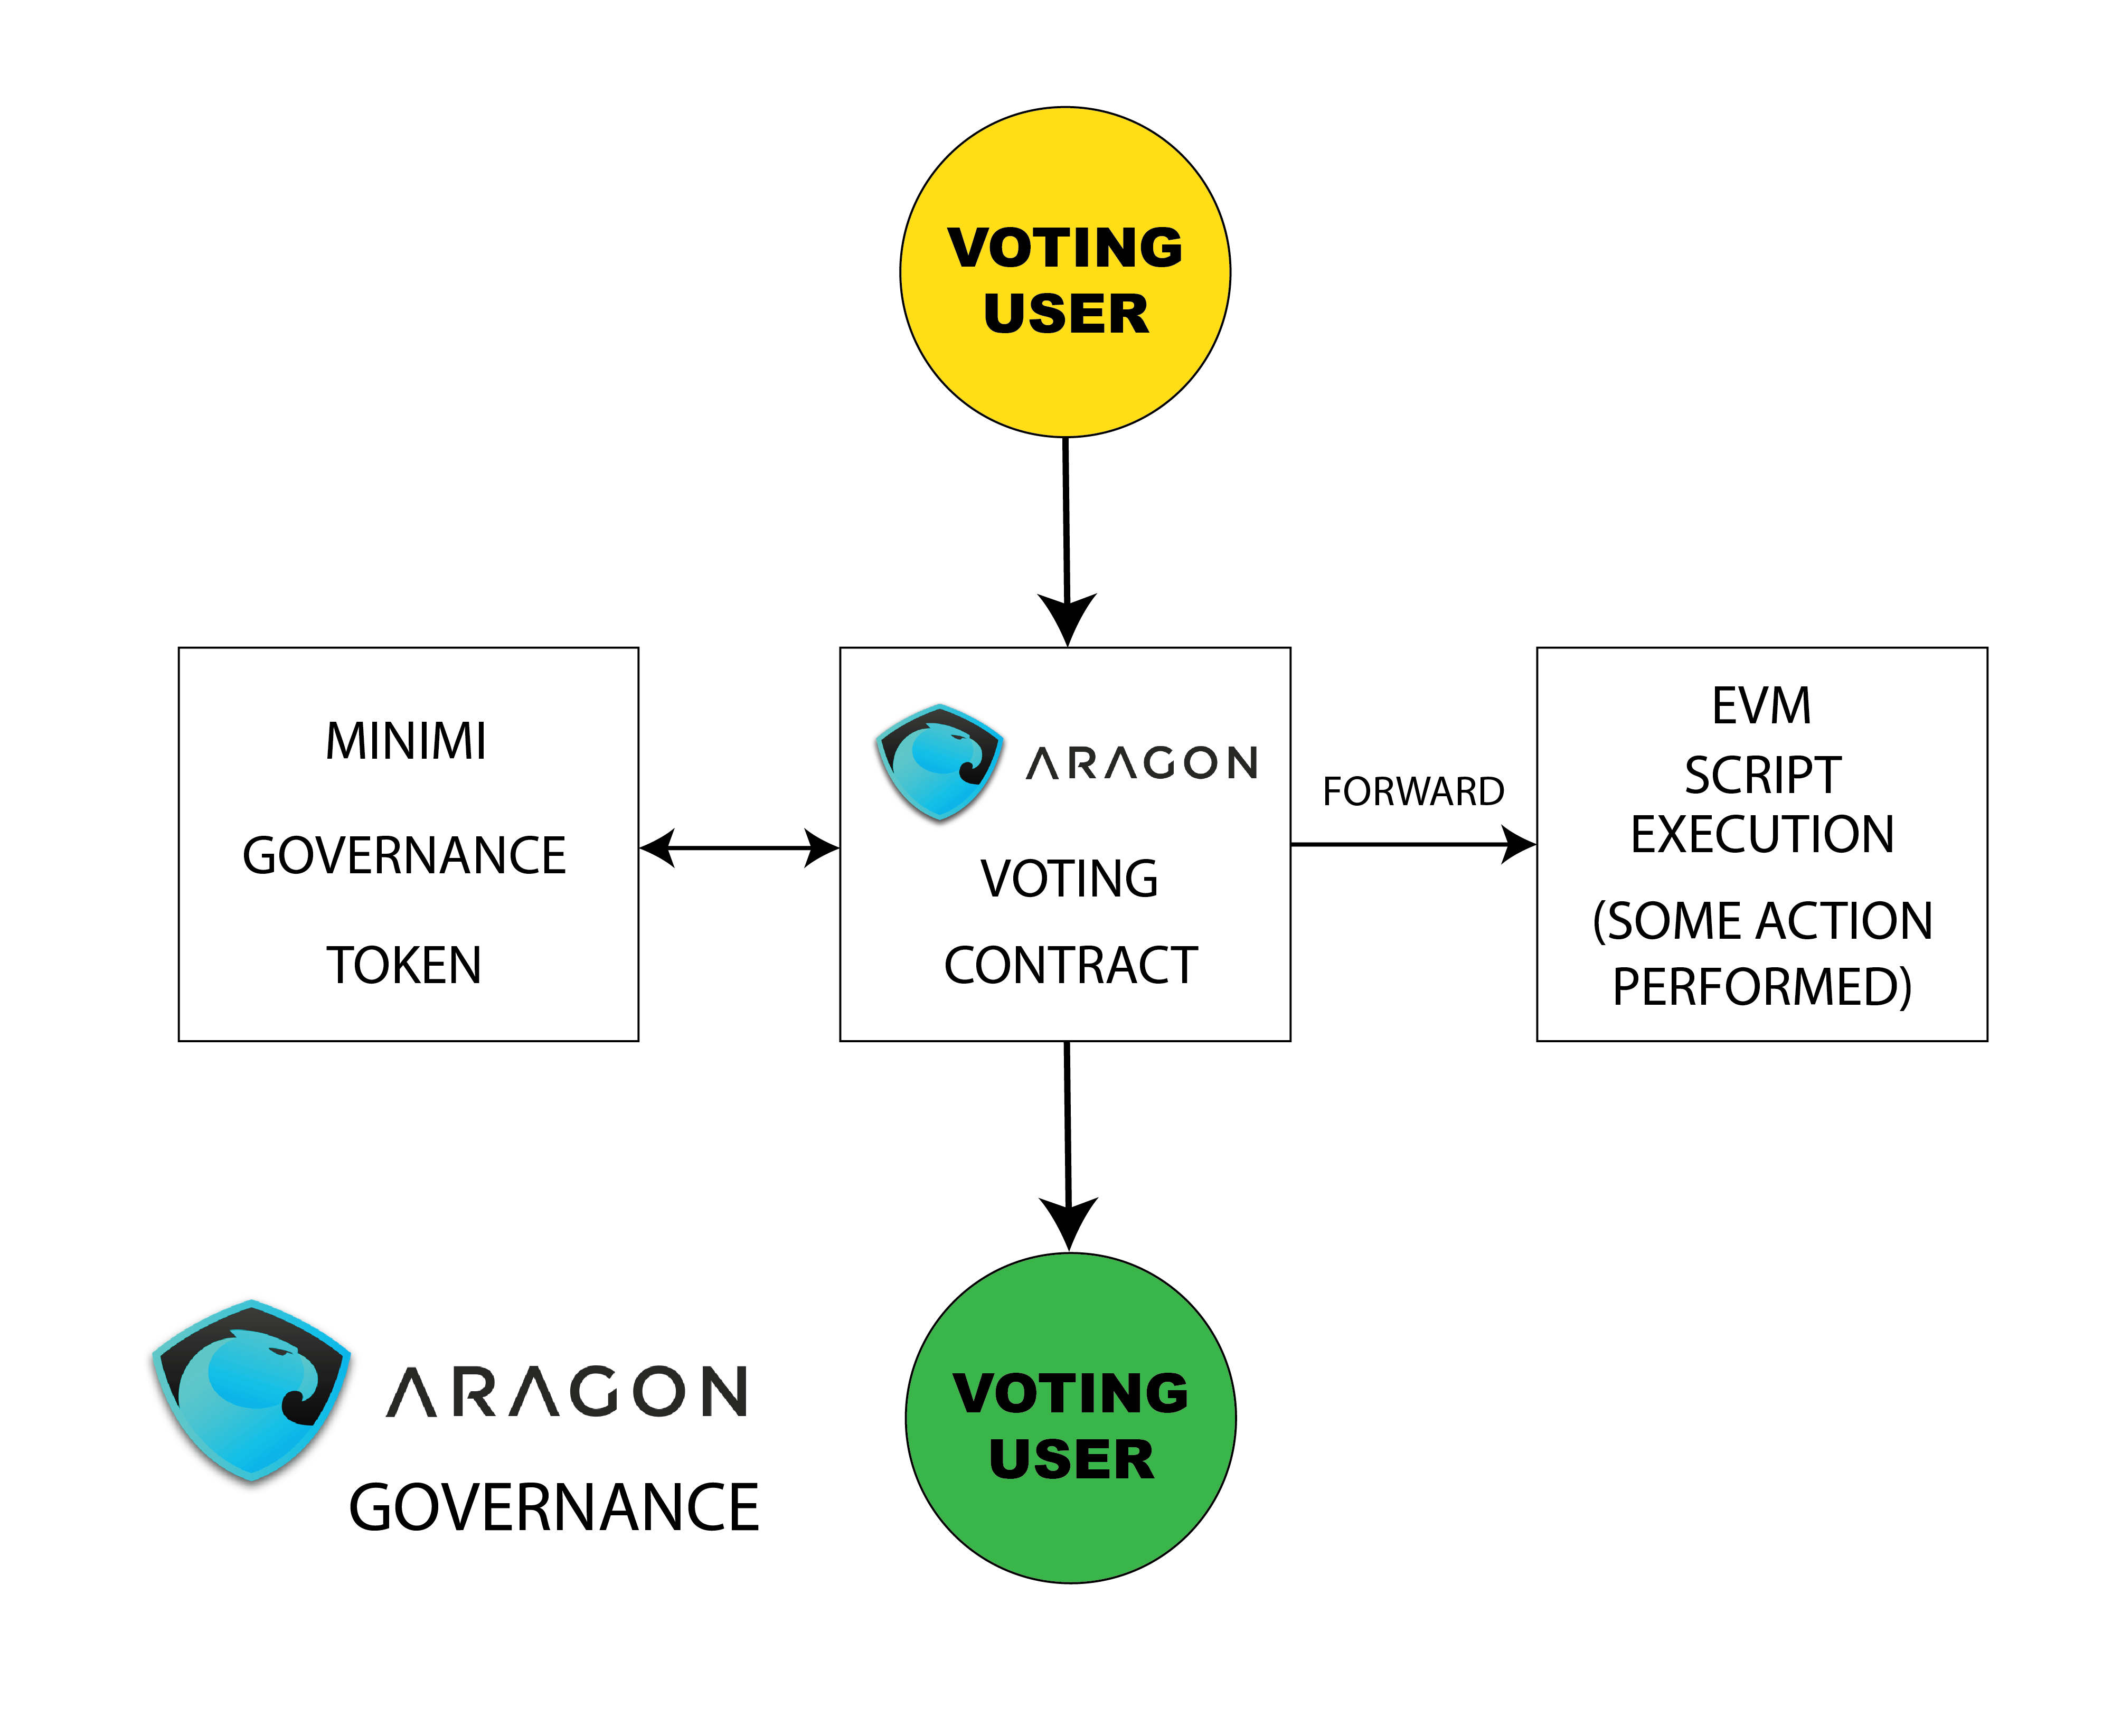 VOTING
USER
MINIMI
GOVERNANCE
TOKEN
ARAGON
VOTING
CONTRACT
FORWARD
EVM
SCRIPT
EXECUTION
(SOME ACTION
PERFORMED)
VOTING
USER
ARAGON
GOVERNANCE